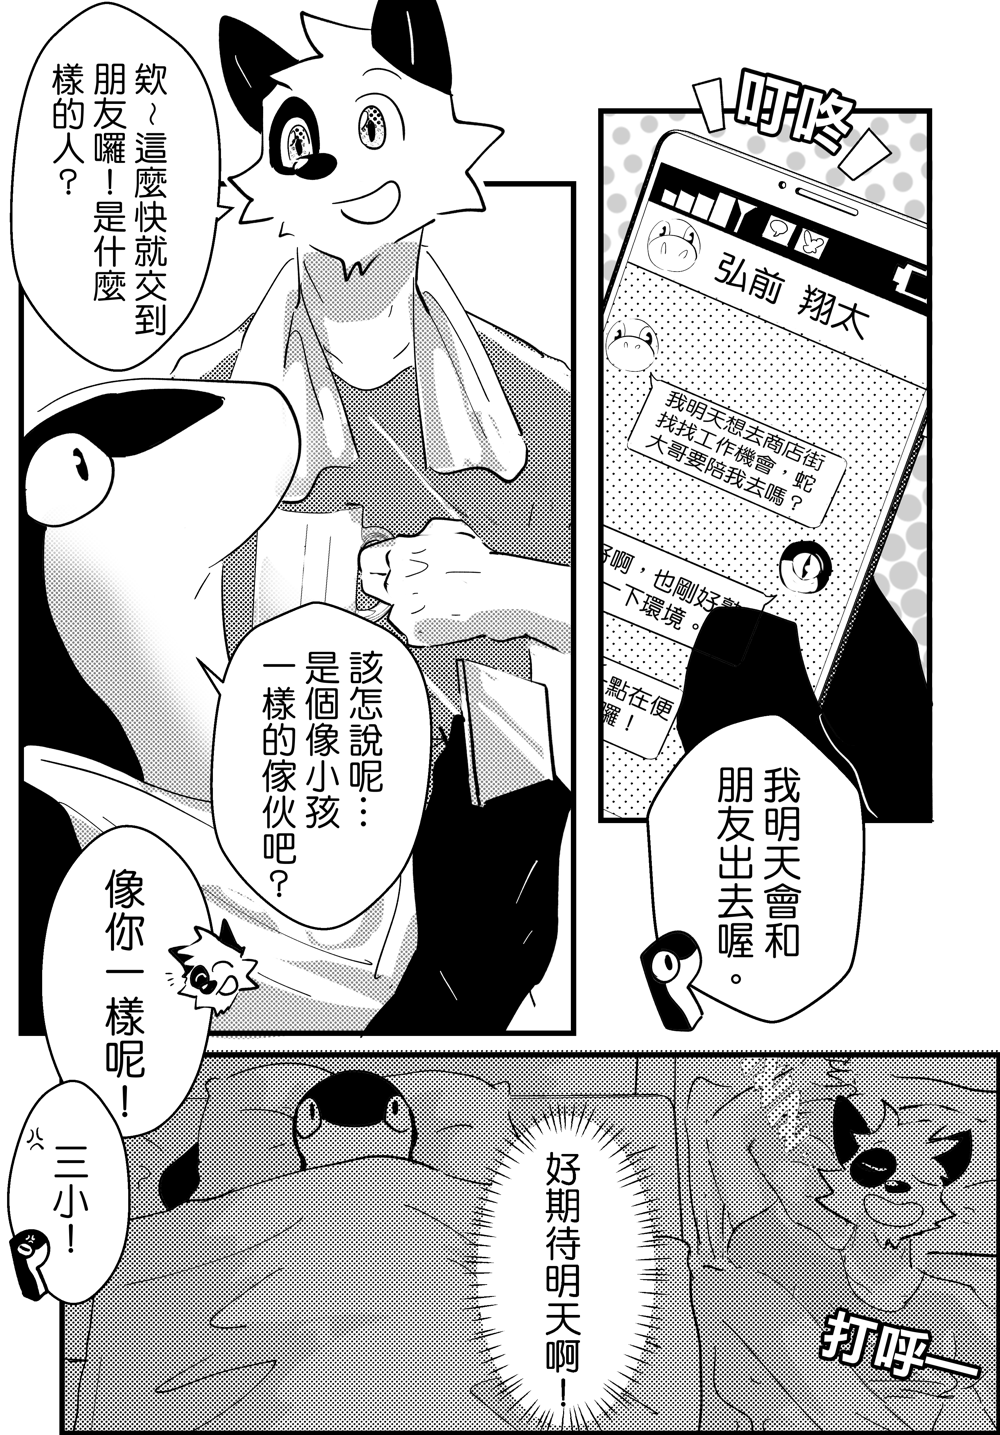 叮咚
弘前 翔太
我明天想去商店街
找找工作機會，蛇
大哥要陪我去嗎？
好啊，也剛好
一下環境。
點在便
囉！
我明天會和
朋友出去喔。
欸~這麼快就交到
朋友囉！是什麼
樣的人？
該怎說呢…
是個像小孩
一樣的傢伙吧？
像你一樣呢！
三小！
好期待明天啊！
打呼—